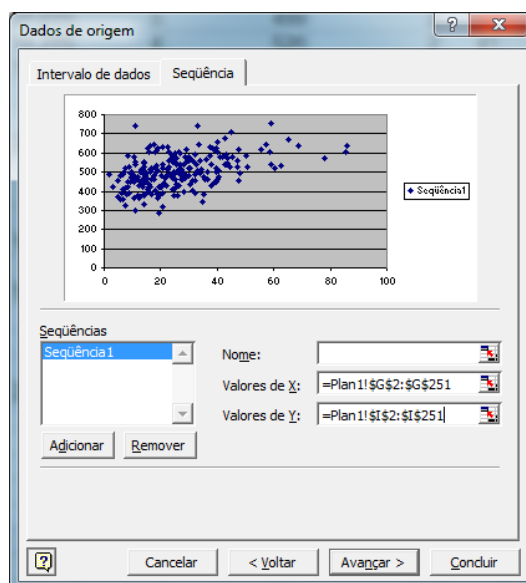 Dados de origem
Intervalo de dados Seqüência
800
700
600
500
400
300
200
100
0
0 20 40 60 80 100
Seqüência1
Seqüências
Seqüência1
Nome:
Valores de X: =Plan1!$G$2:$G$251
Valores de Y: =Plan1!$I$2:$I$251
Adicionar Remover
Cancelar < Voltar Avançar > Concluir